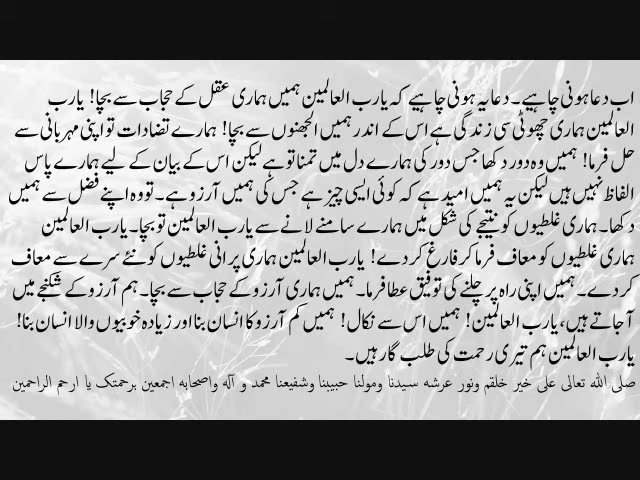 اب دعا ہونی چاہیے۔ دعا یہ ہونی چاہیے کہ یارب العالمین ہمیں ہماری عقل کے حجاب سے بچا! یارب
العالمین ہماری چھوٹی سی زندگی ہے اس کے اندر ہمیں الجھنوں سے بچا! ہمارے تضادات تو اپنی مہربانی سے
حل فرما! ہمیں وہ دور دکھا جس دور کی ہمارے دل میں تمنا تو ہے لیکن اس کے بیان کے لیے ہمارے پاس
الفاظ نہیں ہیں لیکن یہ ہمیں امید ہے کہ کوئی ایسی چیز ہے جس کی ہمیں آرزو ہے۔ تو وہ اپنے فضل سے ہمیں
دکھا۔ ہماری غلطیوں کو نتیجے کی شکل میں ہمارے سامنے لانے سے یارب العالمین تو بچا۔ یارب العالمین
ہماری غلطیوں کو معاف فرما کر فارغ کر دے! یارب العالمین ہماری پرانی غلطیوں کو نئے سرے سے معاف
کر دے۔ ہمیں اپنی راہ پر چلنے کی توفیق عطا فرما۔ ہمیں ہماری آرزو کے حجاب سے بچا۔ ہم آرزو کے شکنجے میں
آجاتے ہیں، یارب العالمین! ہمیں اس سے نکال! ہمیں کم آرزو کا انسان بنا اور زیادہ خوبیوں والا انسان بنا!
یارب العالمین ہم تیری رحمت کی طلب گار ہیں۔
صلی اللہ تعالی علی خیر خلقہ ونور عرشہ سیدنا ومولنا حبیبنا وشفیعنا محمد و آلہ واصحابہ اجمعین برحمتک یا ارحم الراحمین